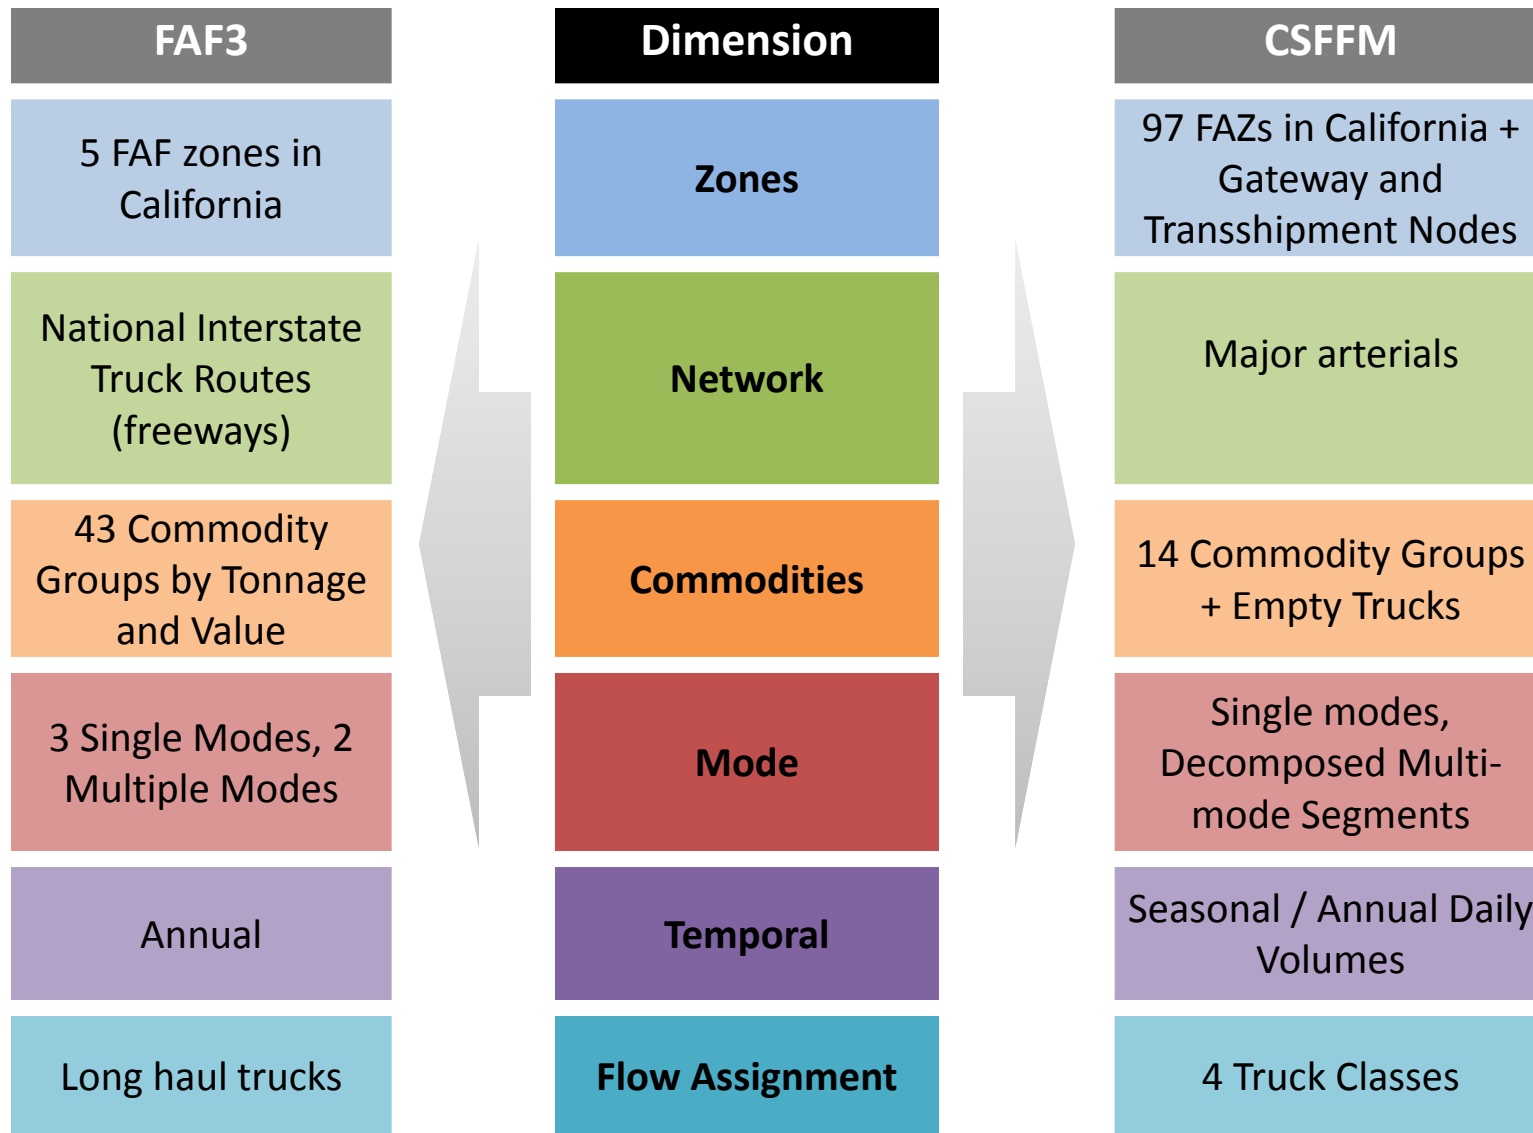 FAF3
Dimension
CSFFM
5 FAF zones in
California
Zones
97 FAZs in California +
Gateway and
Transshipment Nodes
National Interstate
Truck Routes
(freeways)
Network
Major arterials
43 Commodity
Groups by Tonnage
and Value
Commodities
14 Commodity Groups
+ Empty Trucks
3 Single Modes, 2
Multiple Modes
Mode
Single modes,
Decomposed Multi-
mode Segments
Annual
Temporal
Seasonal / Annual Daily
Volumes
Long haul trucks
Flow Assignment
4 Truck Classes